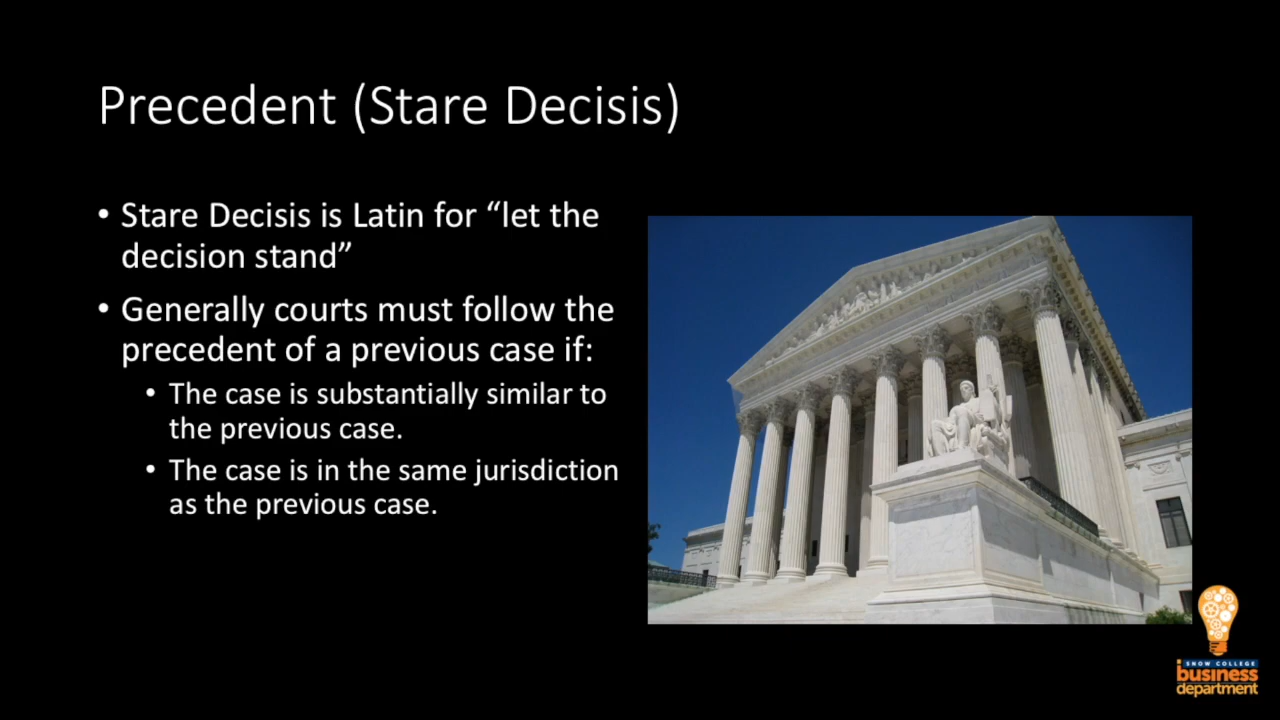 Precedent (Stare Decisis)
• Stare Decisis is Latin for “let the
decision stand”
• Generally courts must follow the
precedent of a previous case if:
• The case is substantially similar to
the previous case.
• The case is in the same jurisdiction
as the previous case.
SNOW COLLEGE
business
department